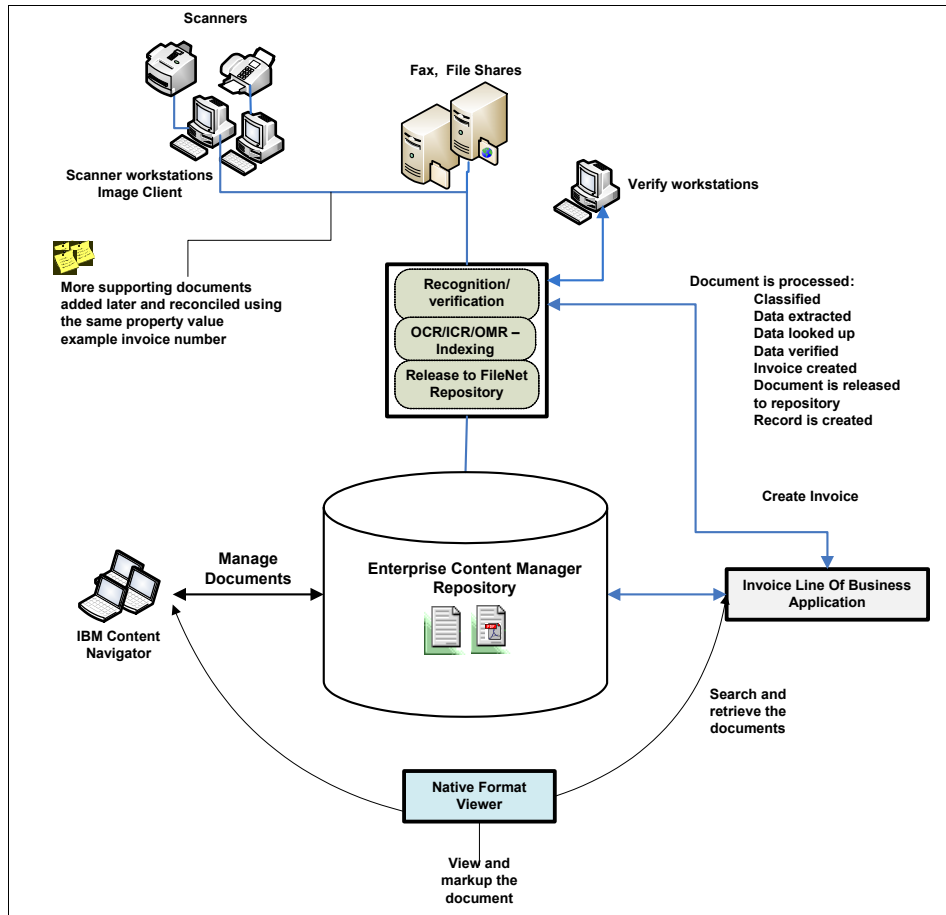 Scanners
Fax,  File Shares
Scanner workstations
Image Client
Verify workstations
More supporting documents
added later and reconciled using
the same property value
example invoice number
Recognition/
verification
OCR/ICR/OMR –
Indexing
Release to FileNet
Repository
Document is processed:
Classified
Data extracted
Data looked up
Data verified
Invoice created
Document is released
to repository
Record is created
Create Invoice
Manage
Documents
Enterprise Content Manager
Repository
Invoice Line Of Business
Application
IBM Content
Navigator
Search and
retrieve the
documents
Native Format
Viewer
View and
markup the
document